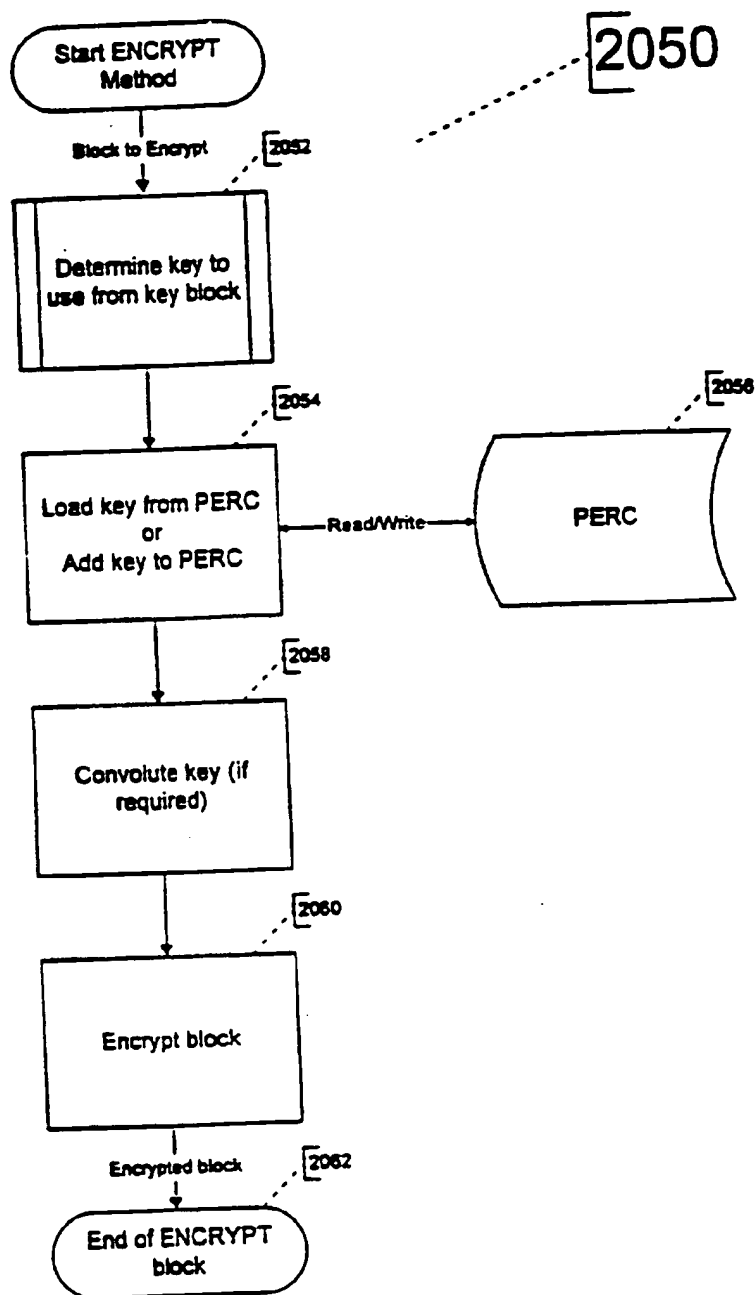 Start ENCRYPT
Method
2050
Block to Encrypt
2052
Determine key to
use from key block
2054
2056
Load key from PERC
or
Add key to PERC
Read/Write
PERC
2058
Convolute key (if
required)
2060
Encrypt block
Encrypted block
2062
End of ENCRYPT
block